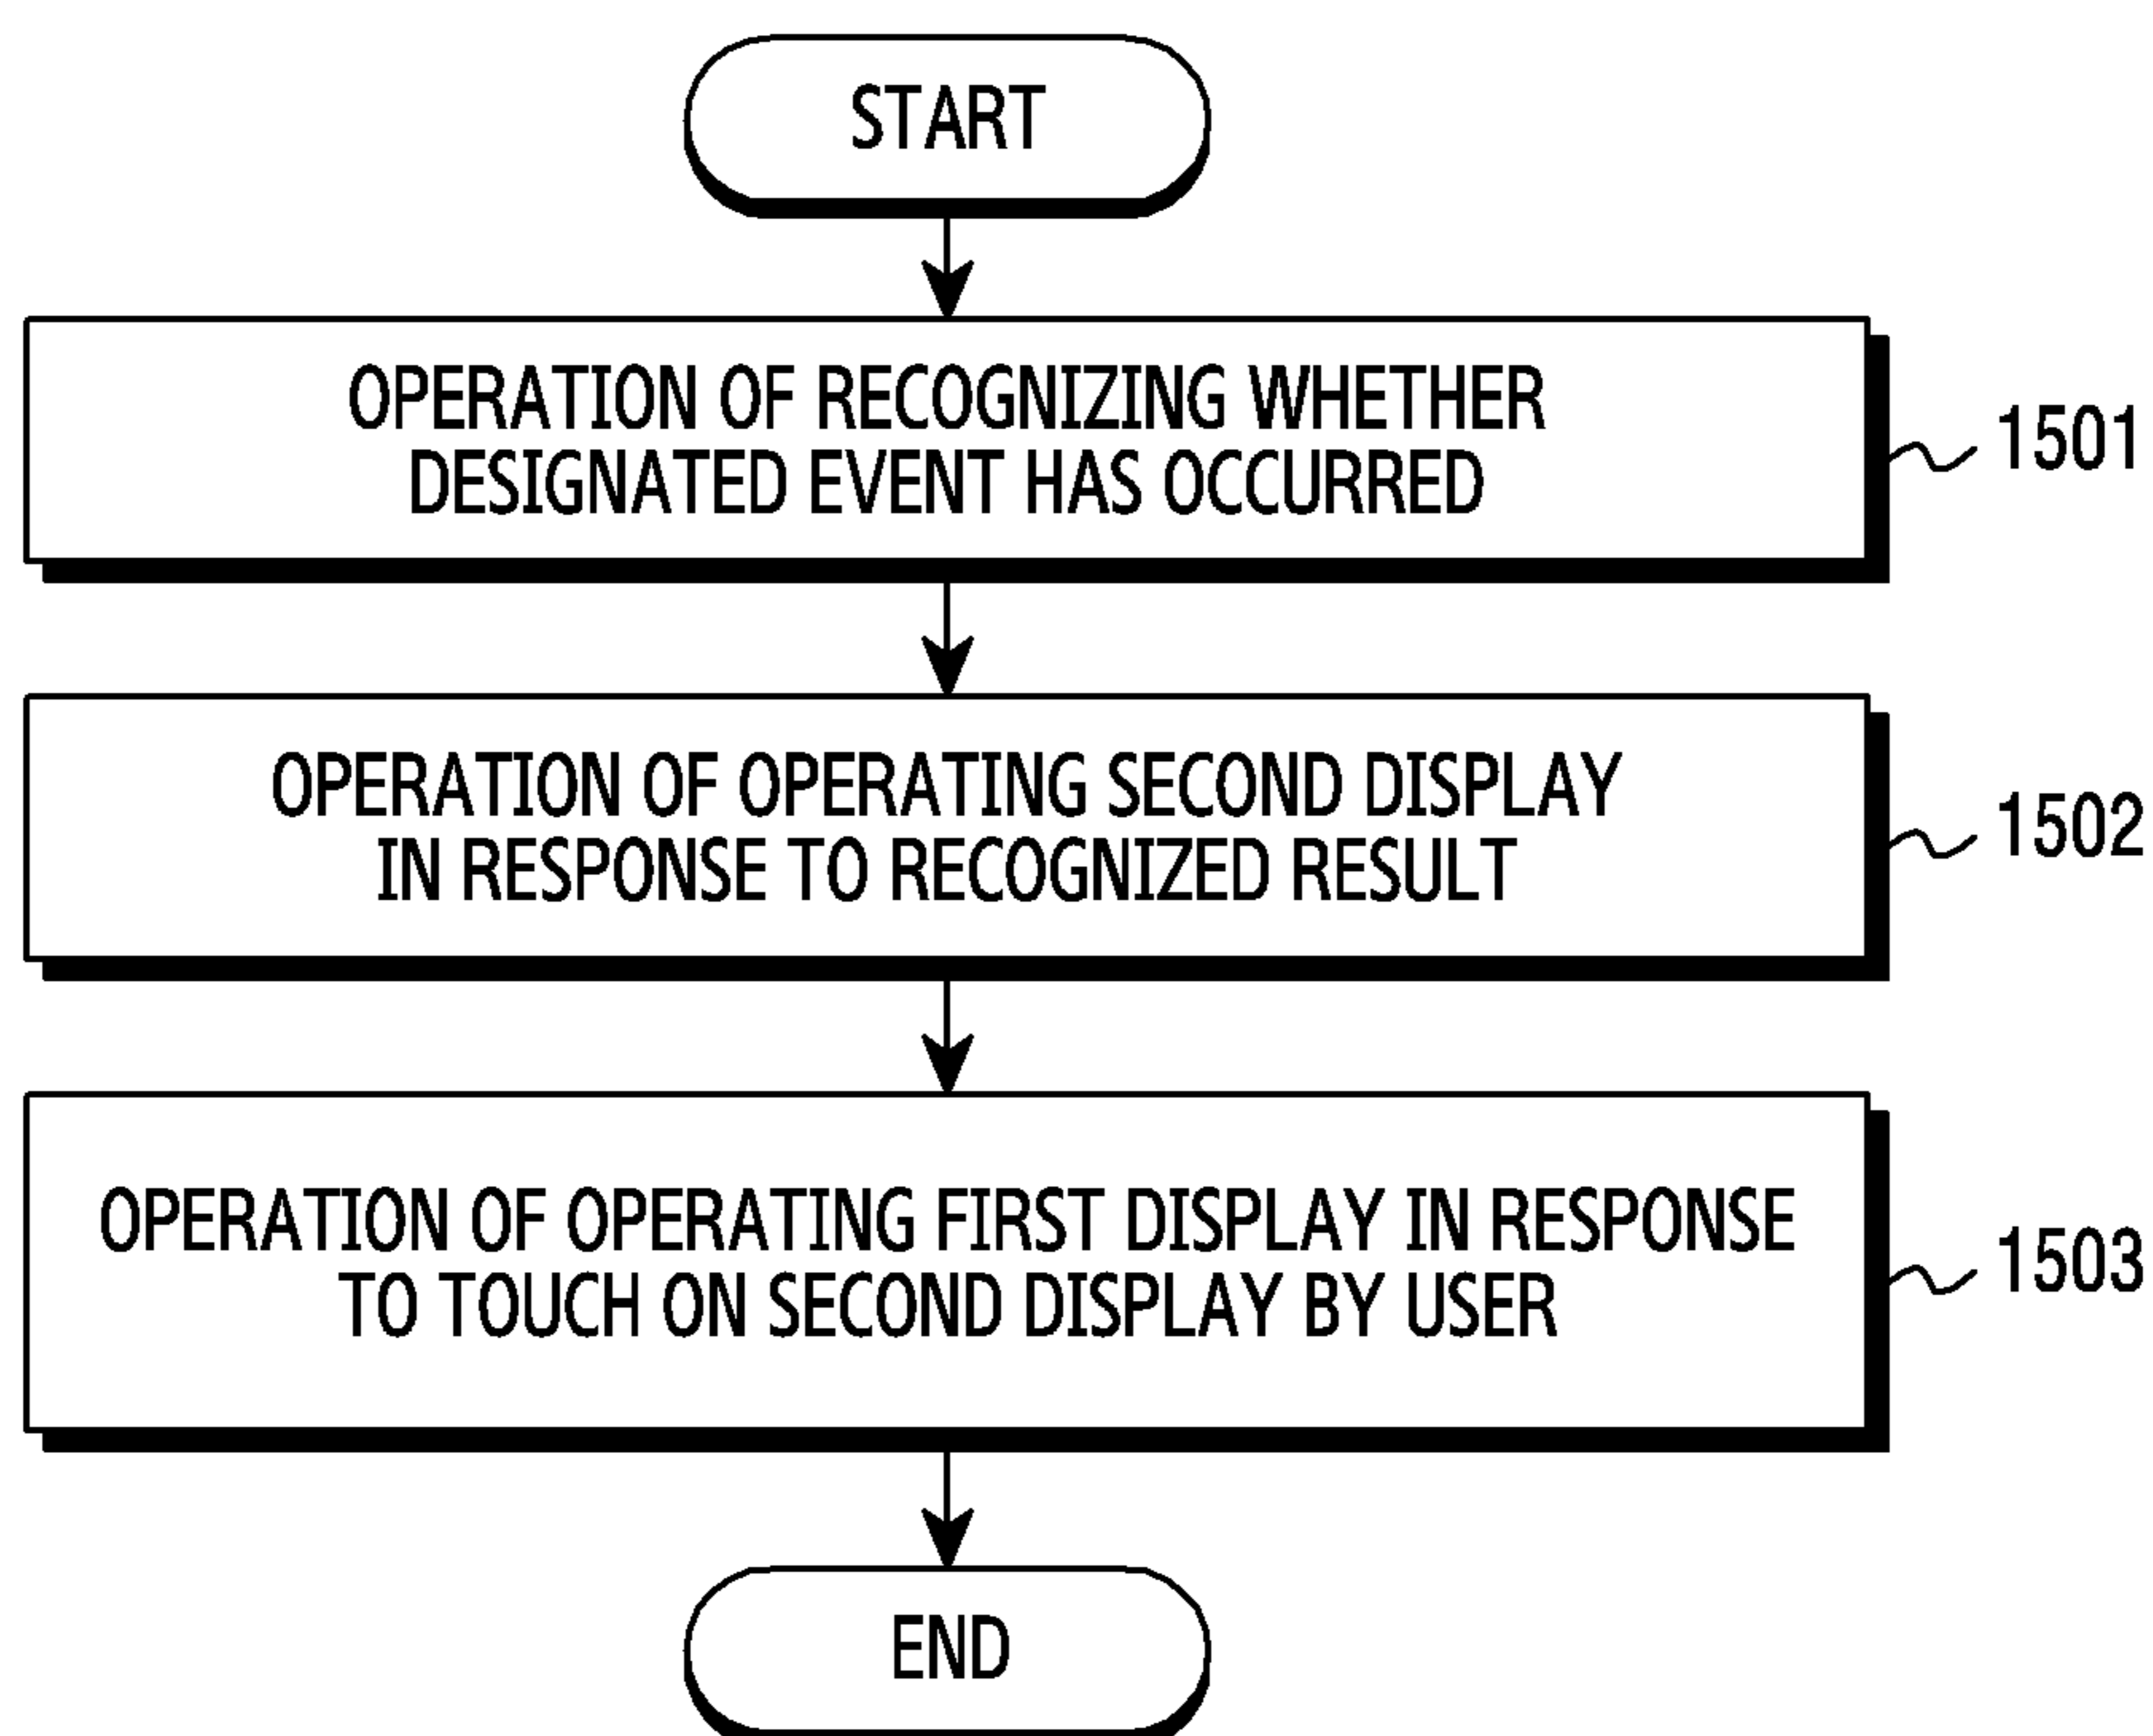 START
OPERATION OF RECOGNIZING WHETHER
DESIGNATED EVENT HAS OCCURRED
1501
OPERATION OF OPERATING SECOND DISPLAY
IN RESPONSE TO RECOGNIZED RESULT
1502
OPERATION OF OPERATING FIRST DISPLAY IN RESPONSE
TO TOUCH ON SECOND DISPLAY BY USER
1503
END